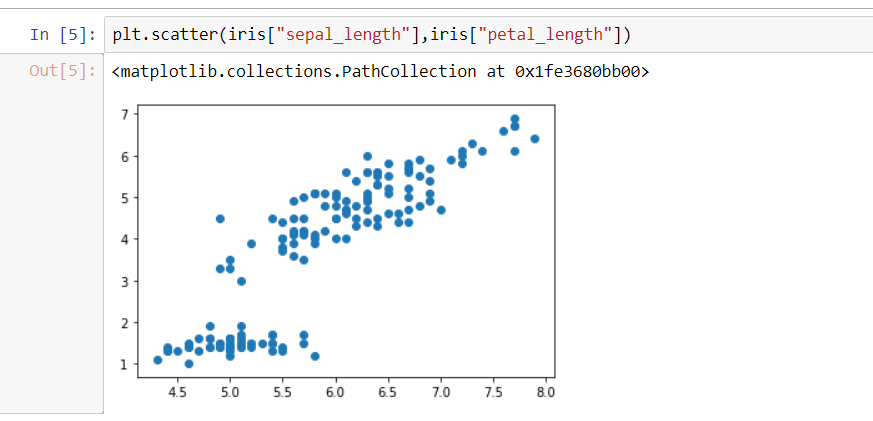 In [5]: plt.scatter(iris["sepal_length"],iris["petal_length"])
Out[5]: <matplotlib.collections.PathCollection at 0x1fe3680bb00>
7
6
5
4
3
2
1
4.5 5.0 5.5 6.0 6.5 7.0 7.5 8.0